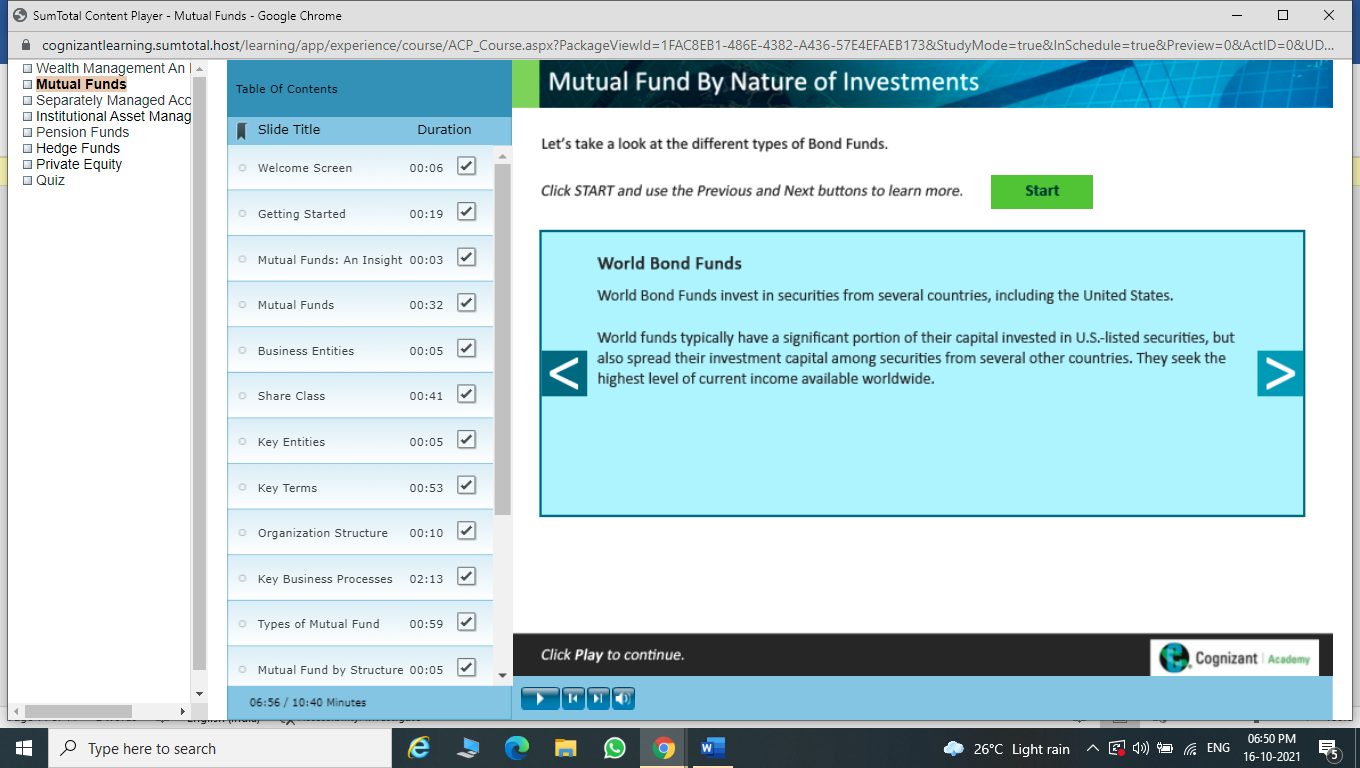 SumTotal Content Player - Mutual Funds - Google Chrome
cognizantlearning.sumtotal.host/learning/app/experience/course/ACP_Course.aspx?PackageViewId=1FAC8EB1-486E-4382-A436-57E4EFAEB173&StudyMode=true&InSchedule=true&Preview=0&ActID=0&UD...
Wealth Management An I
Mutual Funds
Separately Managed Acc
Institutional Asset Manag
Pension Funds
Hedge Funds
Private Equity
Quiz
Table Of Contents
Slide Title Duration
Welcome Screen 00:06
Getting Started 00:19
Mutual Funds: An Insight 00:03
Mutual Funds 00:32
Business Entities 00:05
Share Class 00:41
Key Entities 00:05
Key Terms 00:53
Organization Structure 00:10
Key Business Processes 02:13
Types of Mutual Fund 00:59
Mutual Fund by Structure 00:05
06:56 / 10:40 Minutes
Mutual Fund By Nature of Investments
Let's take a look at the different types of Bond Funds.
Click START and use the Previous and Next buttons to learn more.
Start
World Bond Funds
World Bond Funds invest in securities from several countries, including the United States.
World funds typically have a significant portion of their capital invested in U.S.-listed securities, but
also spread their investment capital among securities from several other countries. They seek the
highest level of current income available worldwide.
< >
Click Play to continue.
Cognizant | Academy
Type here to search
26°C Light rain
ENG
06:50 PM
16-10-2021
5